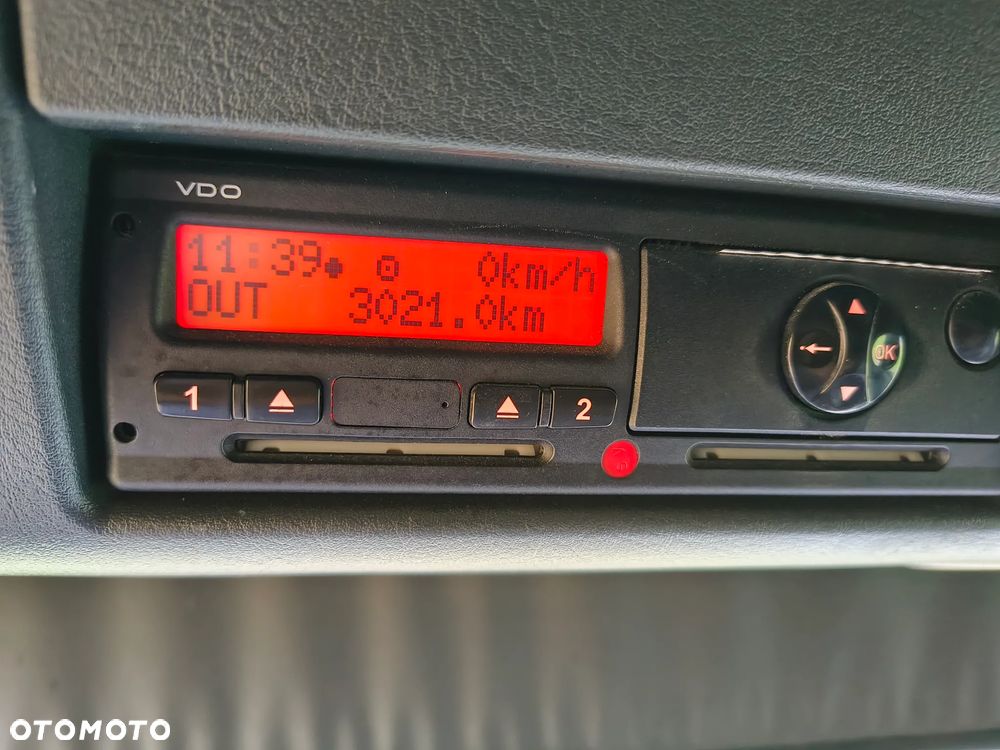 VDO
11:39 0km/h
OUT 3021.0km
1 2
OK
OTOMOTO